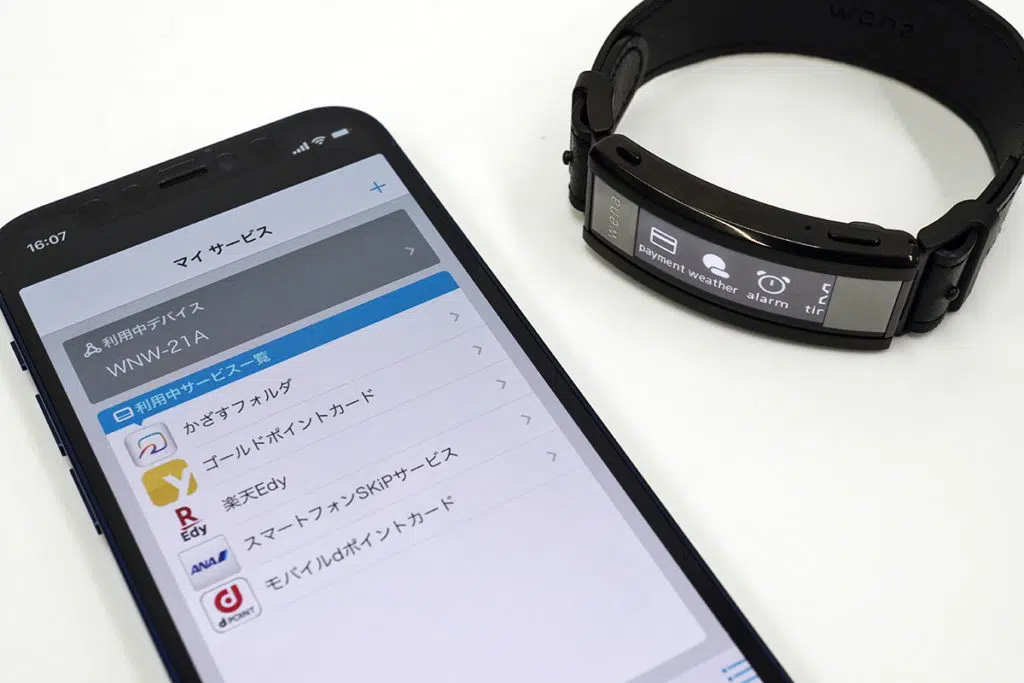 16:07
マイ サービス
+
利用中デバイス
WNW-21A
利用中サービス一覧
かざすフォルダ
ゴールドポイントカード
R
Edy
楽天Edy
ANA
スマートフォンSKiPサービス
d POINT
モバイルdポイントカード
wena
wena
payment weather alarm tir